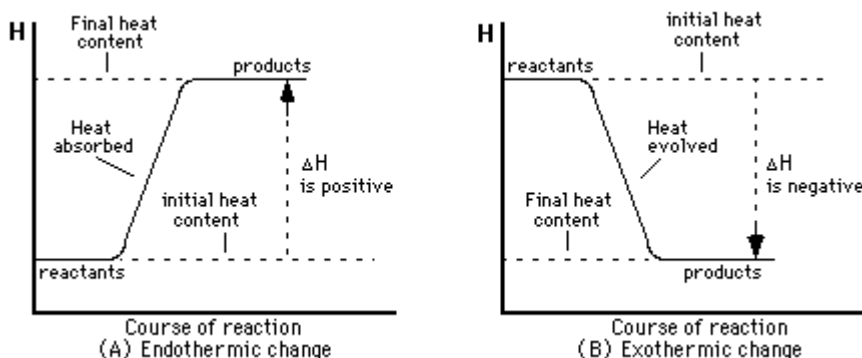 Final heat
content
H
products
Heat
absorbed
ΔH
is positive
initial heat
content
reactants
Course of reaction
(A) Endothermic change
initial heat
content
H
reactants
Heat
evolved
ΔH
is negative
Final heat
content
products
Course of reaction
(B) Exothermic change